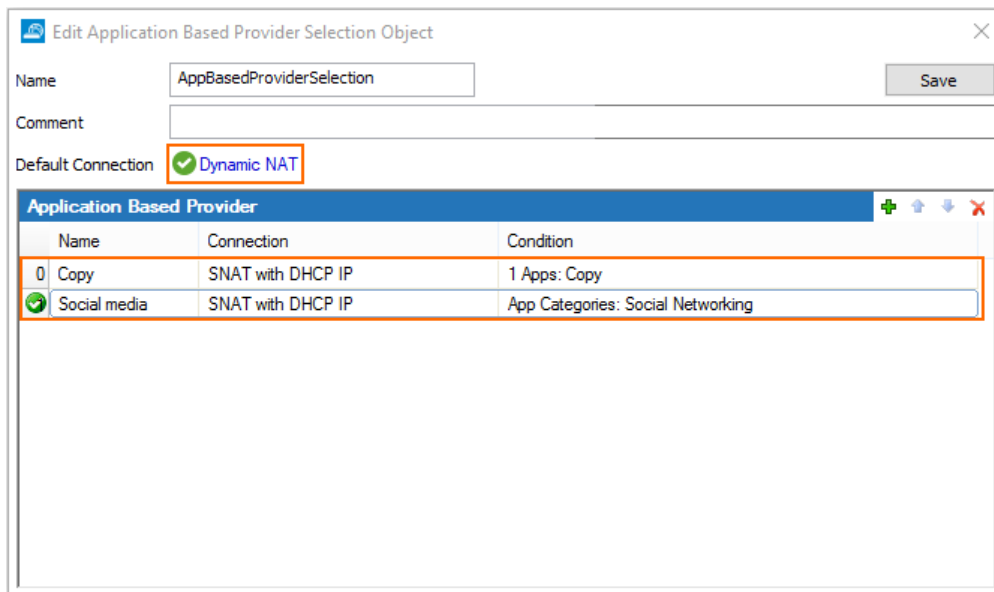 Edit Application Based Provider Selection Object
Name AppBasedProviderSelection Save
Comment
Default Connection Dynamic NAT
Application Based Provider
Name Connection Condition
0 Copy SNAT with DHCP IP 1 Apps: Copy
Social media SNAT with DHCP IP App Categories: Social Networking